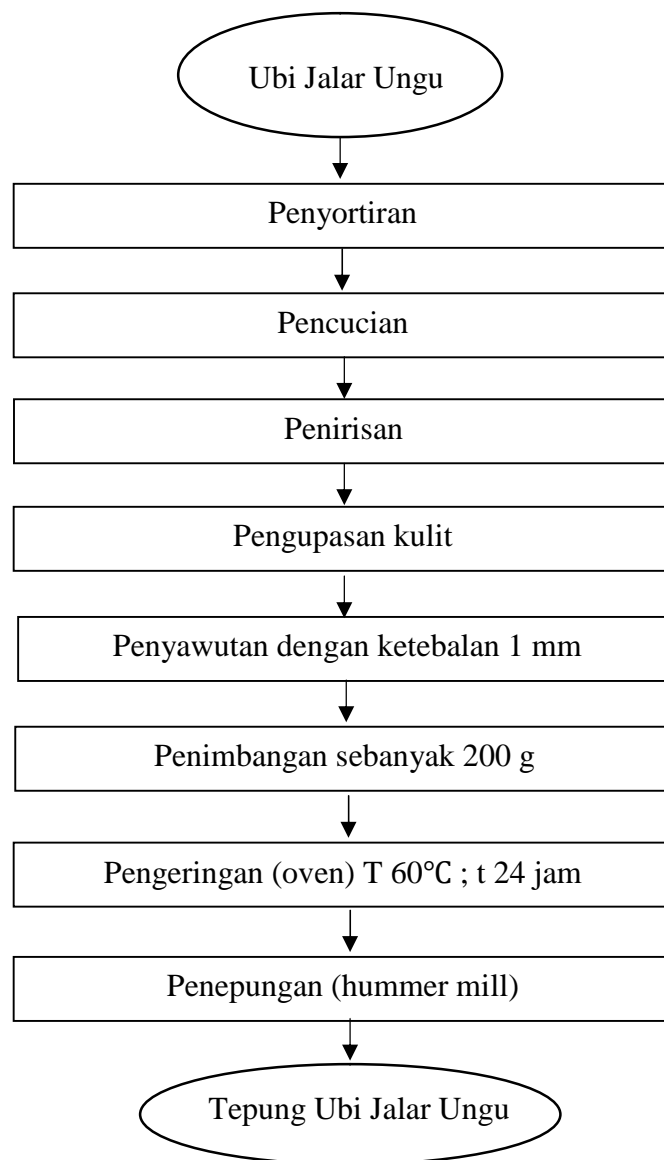 Ubi Jalar Ungu
Penyortiran
Pencucian
Penirisan
Pengupasan kulit
Penyawutan dengan ketebalan 1 mm
Penimbangan sebanyak 200 g
Pengeringan (oven) T 60℃ ; t 24 jam
Penepungan (hummer mill)
Tepung Ubi Jalar Ungu